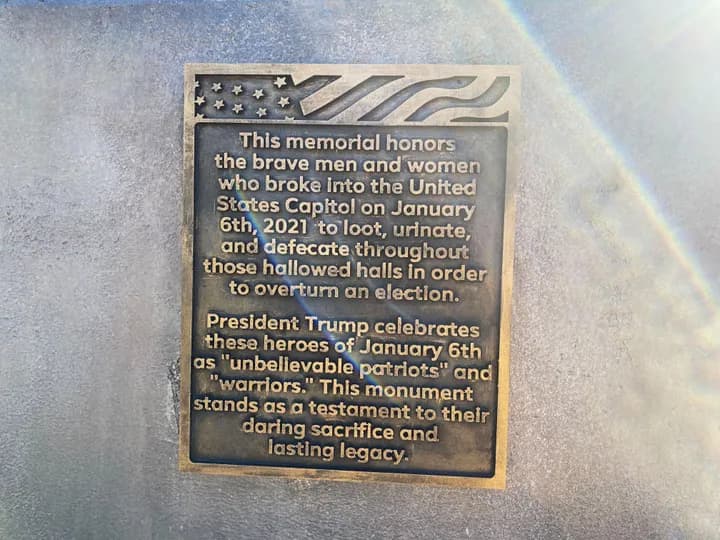 This memorial honors
the brave men and women
who broke into the United
States Capitol on January
6th, 2021 to loot, urinate,
and defecate throughout
those hallowed halls in order
to overturn an election.
President Trump celebrates
these heroes of January 6th
as "unbelievable patriots" and
"warriors." This monument
stands as a testament to their
daring sacrifice and
lasting legacy.